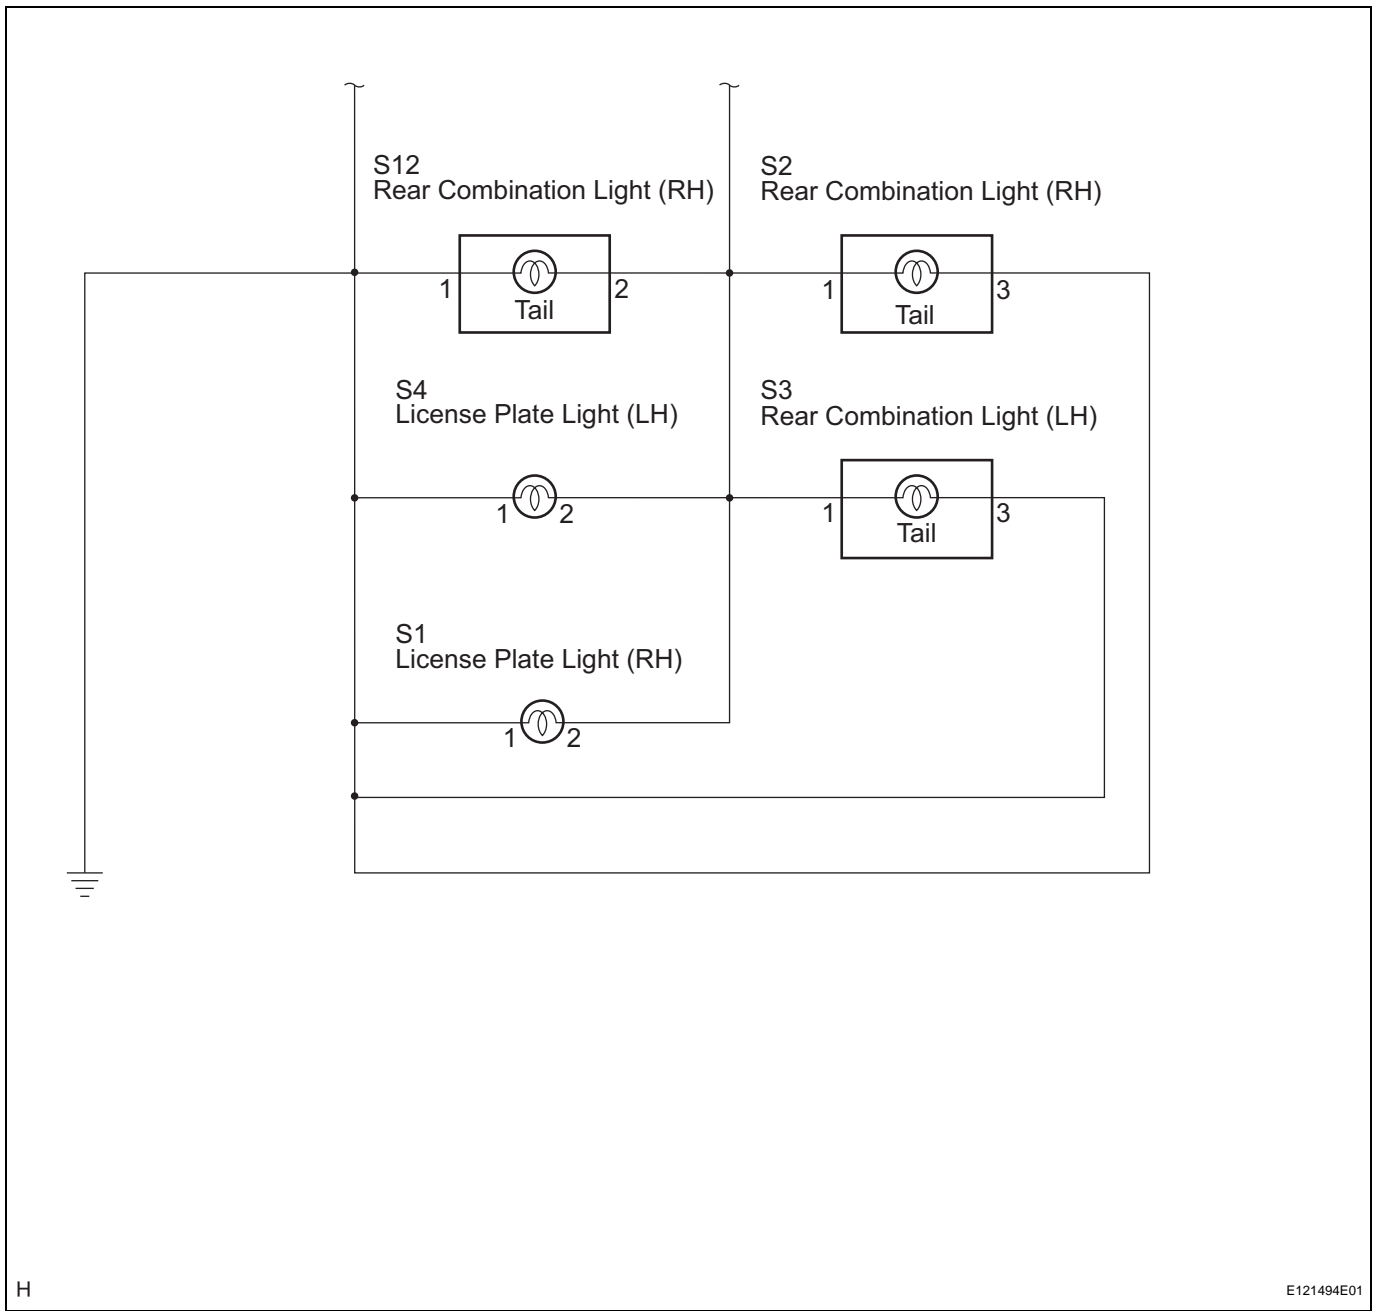 S12
Rear Combination Light (RH)
S2
Rear Combination Light (RH)
1
Tail
2
1
Tail
3
S4
License Plate Light (LH)
S3
Rear Combination Light (LH)
1
2
1
Tail
3
S1
License Plate Light (RH)
1
2
H
E121494E01